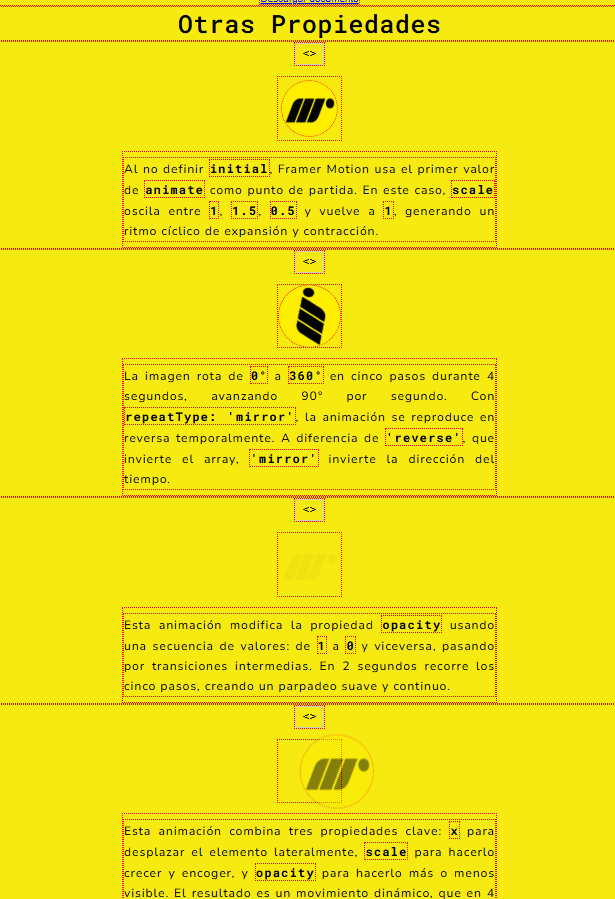 Descargar documento
Otras Propiedades
<>
Al no definir initial, Framer Motion usa el primer valor
de animate como punto de partida. En este caso, scale
oscila entre 1, 1.5, 0.5 y vuelve a 1, generando un
ritmo cíclico de expansión y contracción.
<>
La imagen rota de 0° a 360° en cinco pasos durante 4
segundos, avanzando 90° por segundo. Con
repeatType: 'mirror', la animación se reproduce en
reversa temporalmente. A diferencia de 'reverse', que
invierte el array, 'mirror' invierte la dirección del
tiempo.
<>
Esta animación modifica la propiedad opacity usando
una secuencia de valores: de 1 a 0 y viceversa, pasando
por transiciones intermedias. En 2 segundos recorre los
cinco pasos, creando un parpadeo suave y continuo.
<>
Esta animación combina tres propiedades clave: x para
desplazar el elemento lateralmente, scale para hacerlo
crecer y encoger, y opacity para hacerlo más o menos
visible. El resultado es un movimiento dinámico, que en 4